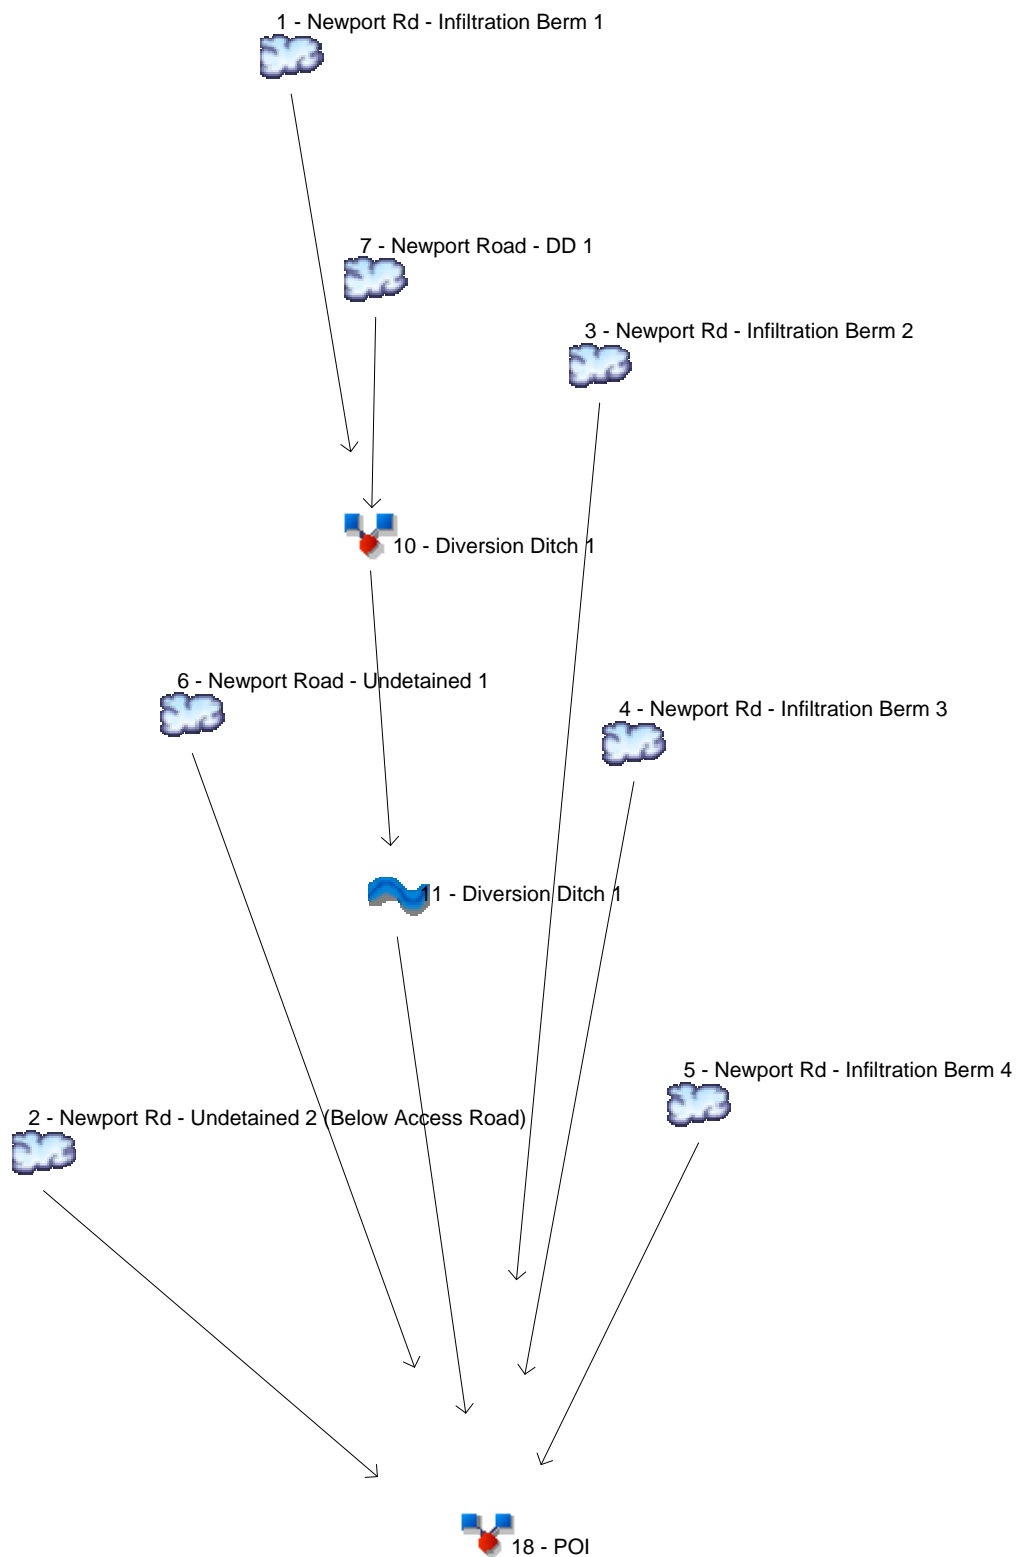 1 - Newport Rd - Infiltration Berm 1
7 - Newport Road - DD 1
3 - Newport Rd - Infiltration Berm 2
10 - Diversion Ditch 1
6 - Newport Road - Undetained 1
4 - Newport Rd - Infiltration Berm 3
11 - Diversion Ditch 1
5 - Newport Rd - Infiltration Berm 4
2 - Newport Rd - Undetained 2 (Below Access Road)
18 - POI